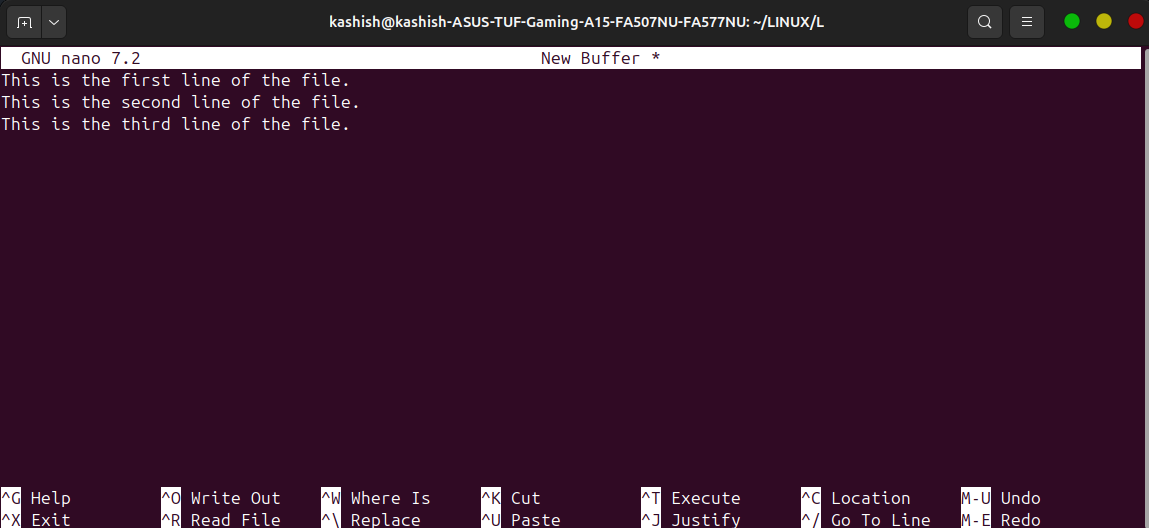 kashish@kashish-ASUS-TUF-Gaming-A15-FA507NU-FA577NU: ~/LINUX/L
GNU nano 7.2 New Buffer *
This is the first line of the file.
This is the second line of the file.
This is the third line of the file.
^G Help ^O Write Out ^W Where Is ^K Cut ^T Execute ^C Location M-U Undo
^X Exit ^R Read File ^\ Replace ^U Paste ^J Justify ^/ Go To Line M-E Redo